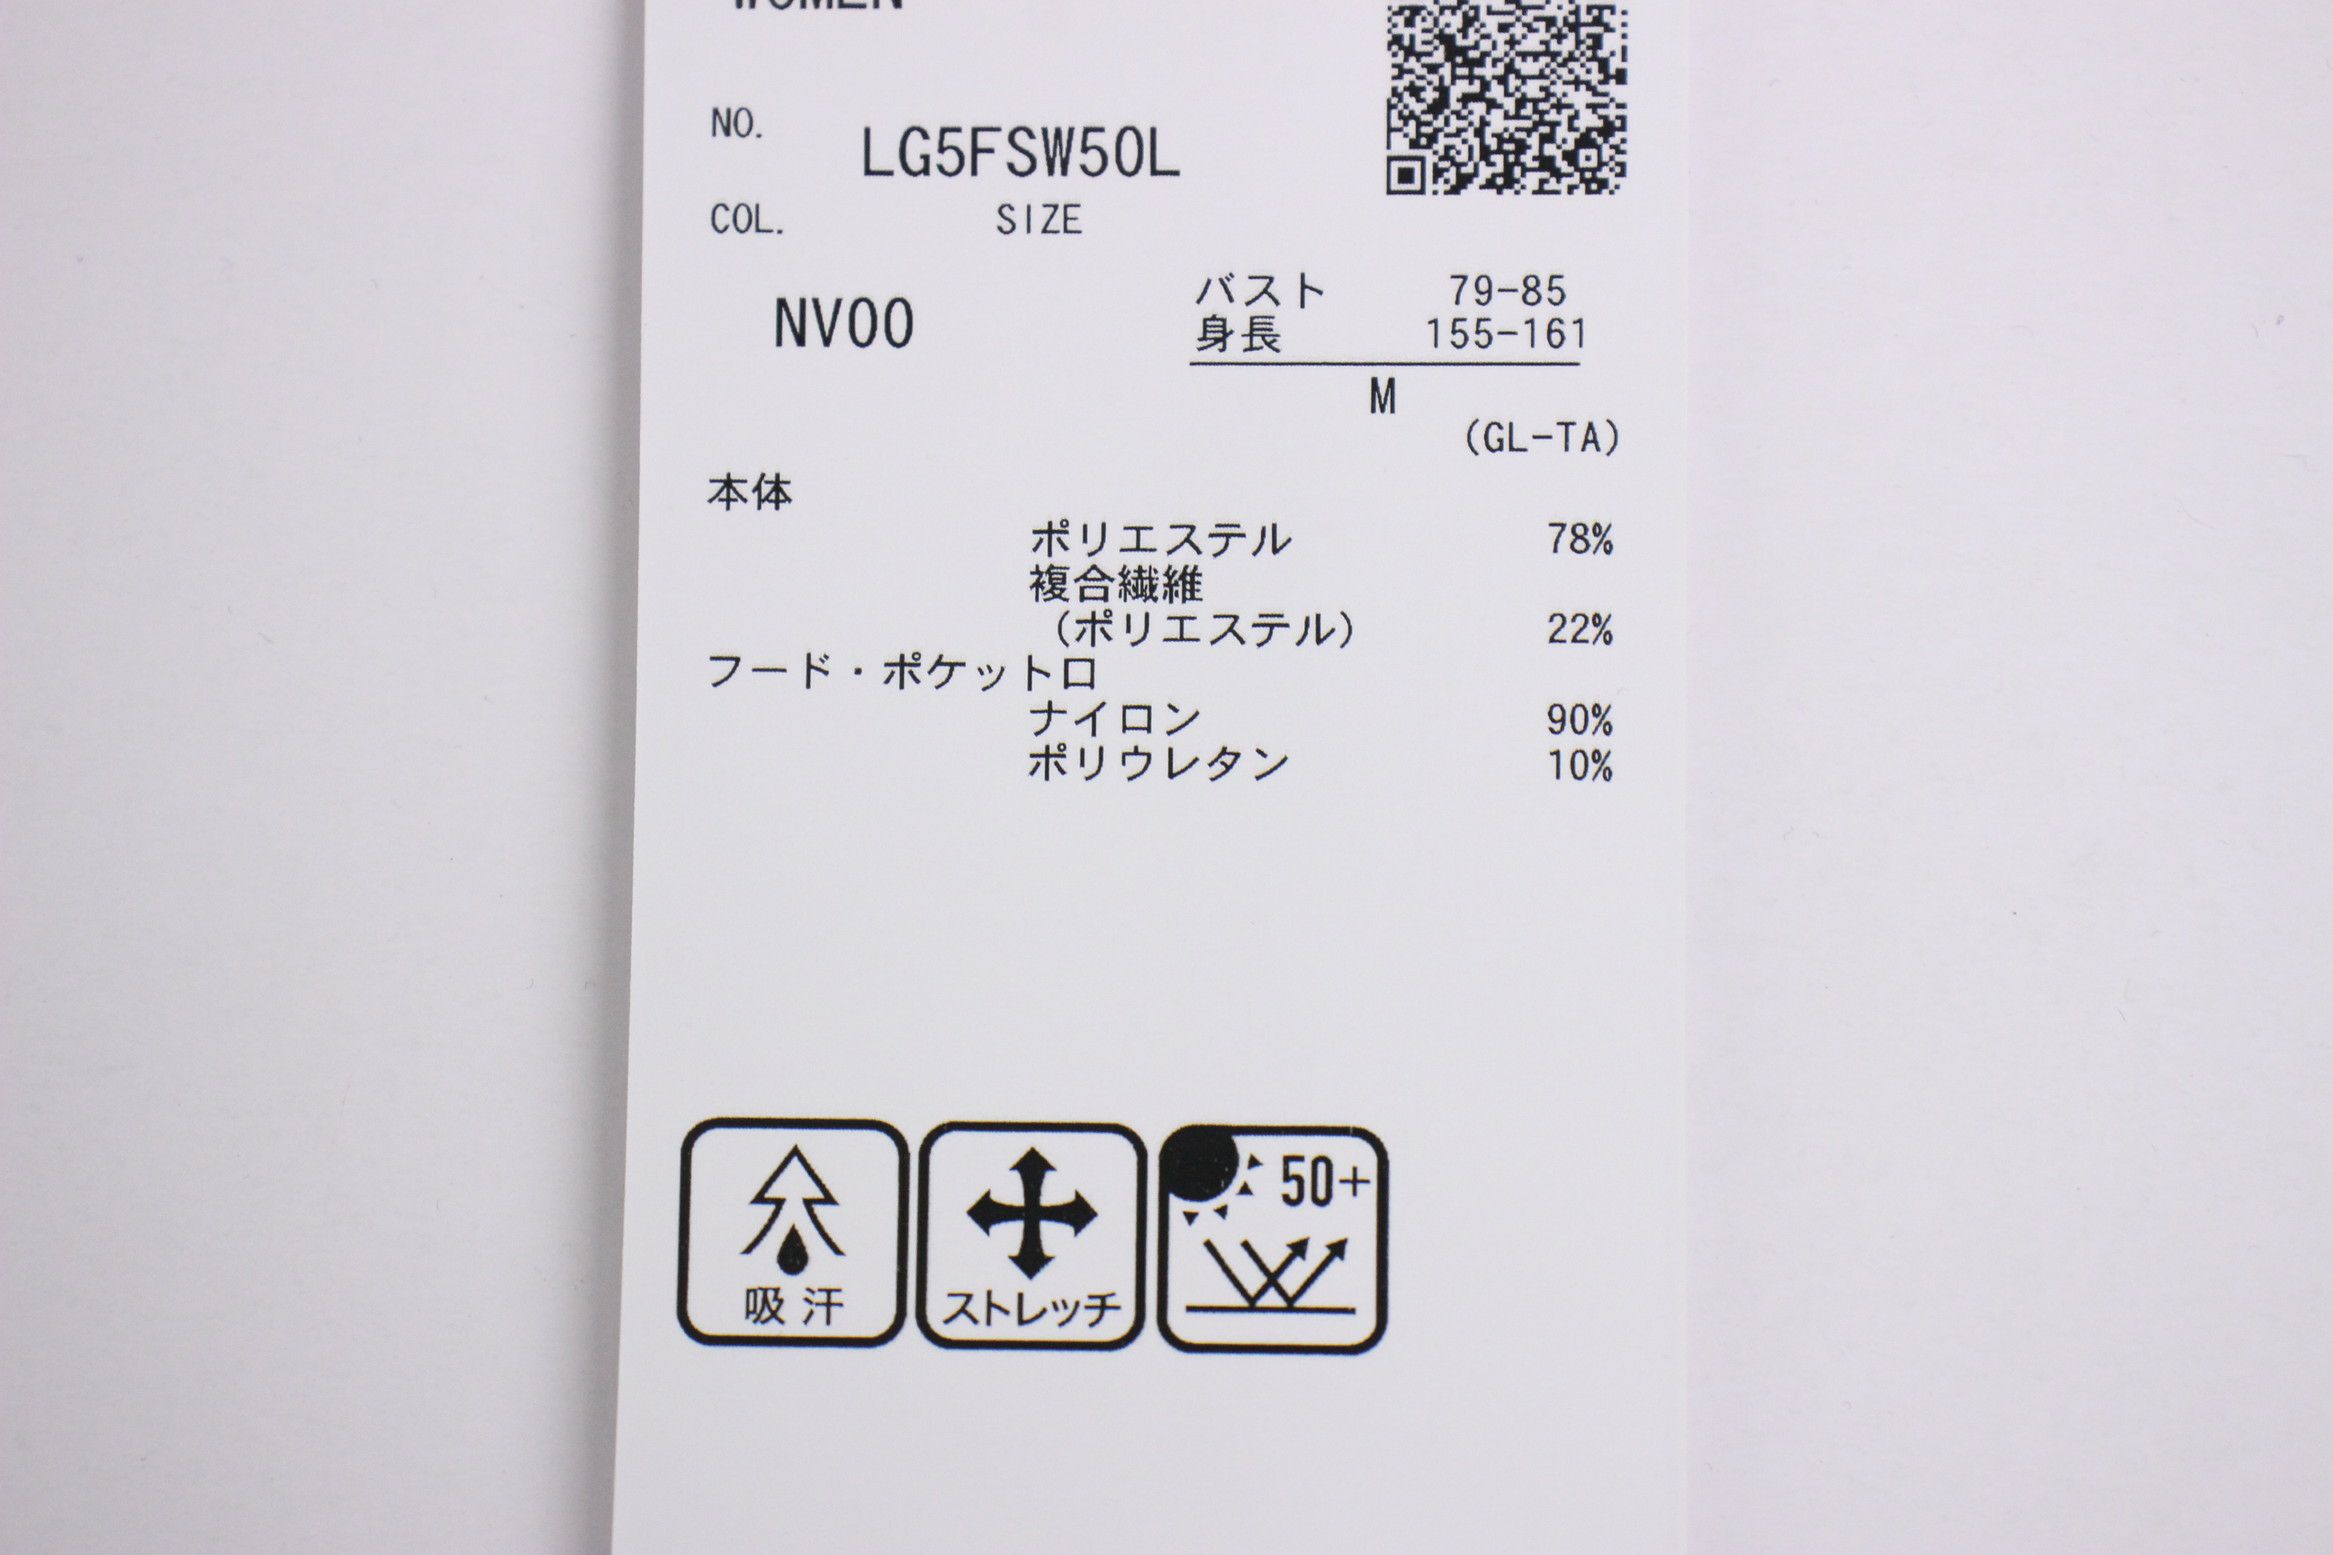 WOMEN
NO.
LG5FSW50L
COL. SIZE
NV00
バスト 79-85
身長 155-161
M
(GL-TA)
本体
ポリエステル 78%
複合繊維
(ポリエステル) 22%
フード・ポケット口
ナイロン 90%
ポリウレタン 10%
吸汗
ストレッチ
50+